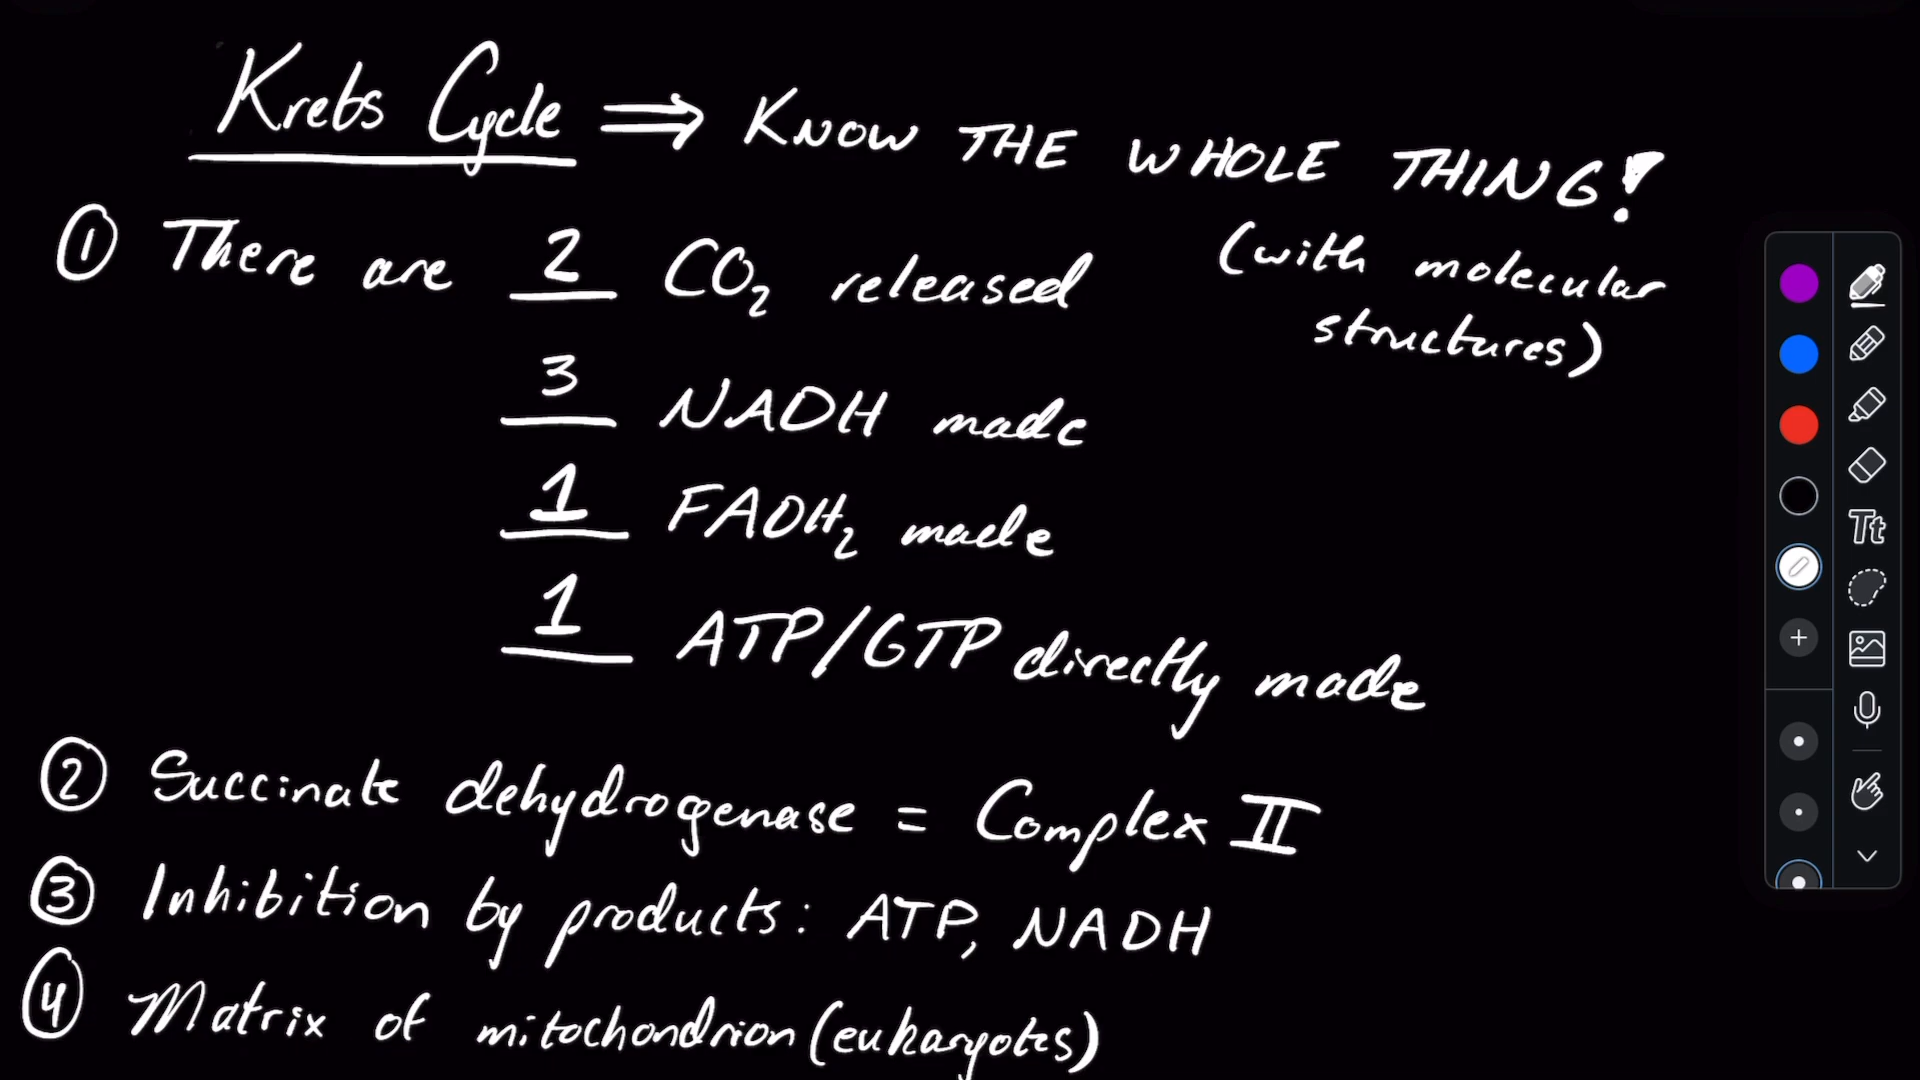 Krebs Cycle ⇒ KNOW THE WHOLE THING!
(with molecular
structures)
① There are 2 CO₂ released
3 NADH made
1 FADH₂ made
1 ATP/GTP directly made
② Succinate dehydrogenase = Complex II
③ Inhibition by products: ATP, NADH
④ Matrix of mitochondrion (eukaryotes)
Tt